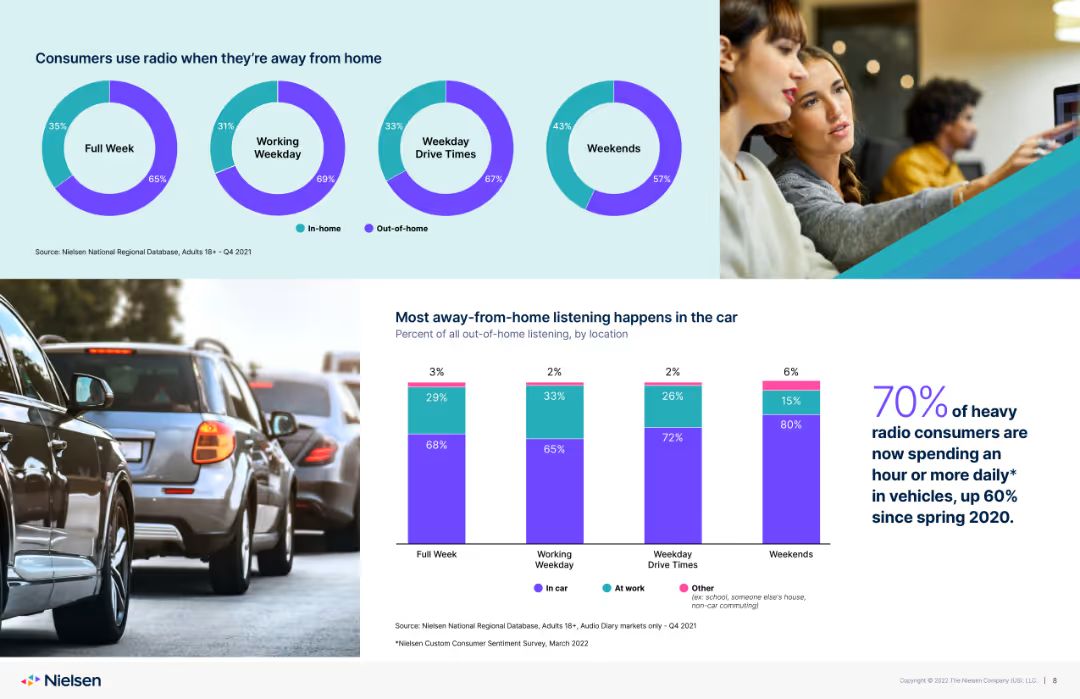 Consumers use radio when they’re away from home
35%
Full Week
65%
31%
Working
Weekday
69%
33%
Weekday
Drive Times
67%
43%
Weekends
57%
In-home
Out-of-home
Source: Nielsen National Regional Database, Adults 18+ - Q4 2021
Most away-from-home listening happens in the car
Percent of all out-of-home listening, by location
3%
2%
2%
6%
29%
33%
26%
15%
68%
65%
72%
80%
Full Week
Working
Weekday
Weekday
Drive Times
Weekends
In car
At work
Other
(ex: school, someone else's house,
non-car commuting)
Source: Nielsen National Regional Database, Adults 18+, Audio Diary markets only - Q4 2021
*Nielsen Custom Consumer Sentiment Survey, March 2022
70% of heavy
radio consumers are
now spending an
hour or more daily*
in vehicles, up 60%
since spring 2020.
Nielsen
Copyright © 2022 The Nielsen Company (US), LLC. | 8